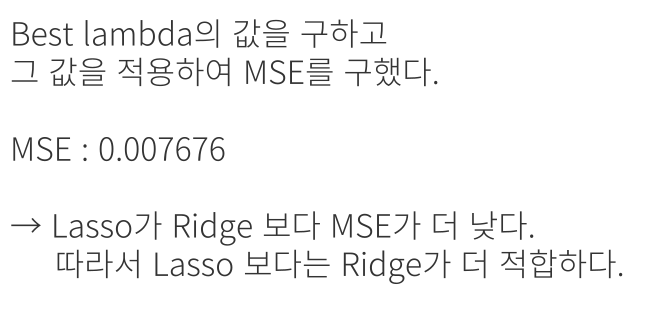 Best lambda의 값을 구하고
그 값을 적용하여 MSE를 구했다.
MSE : 0.007676
→ Lasso가 Ridge 보다 MSE가 더 낮다.
따라서 Lasso 보다는 Ridge가 더 적합하다.